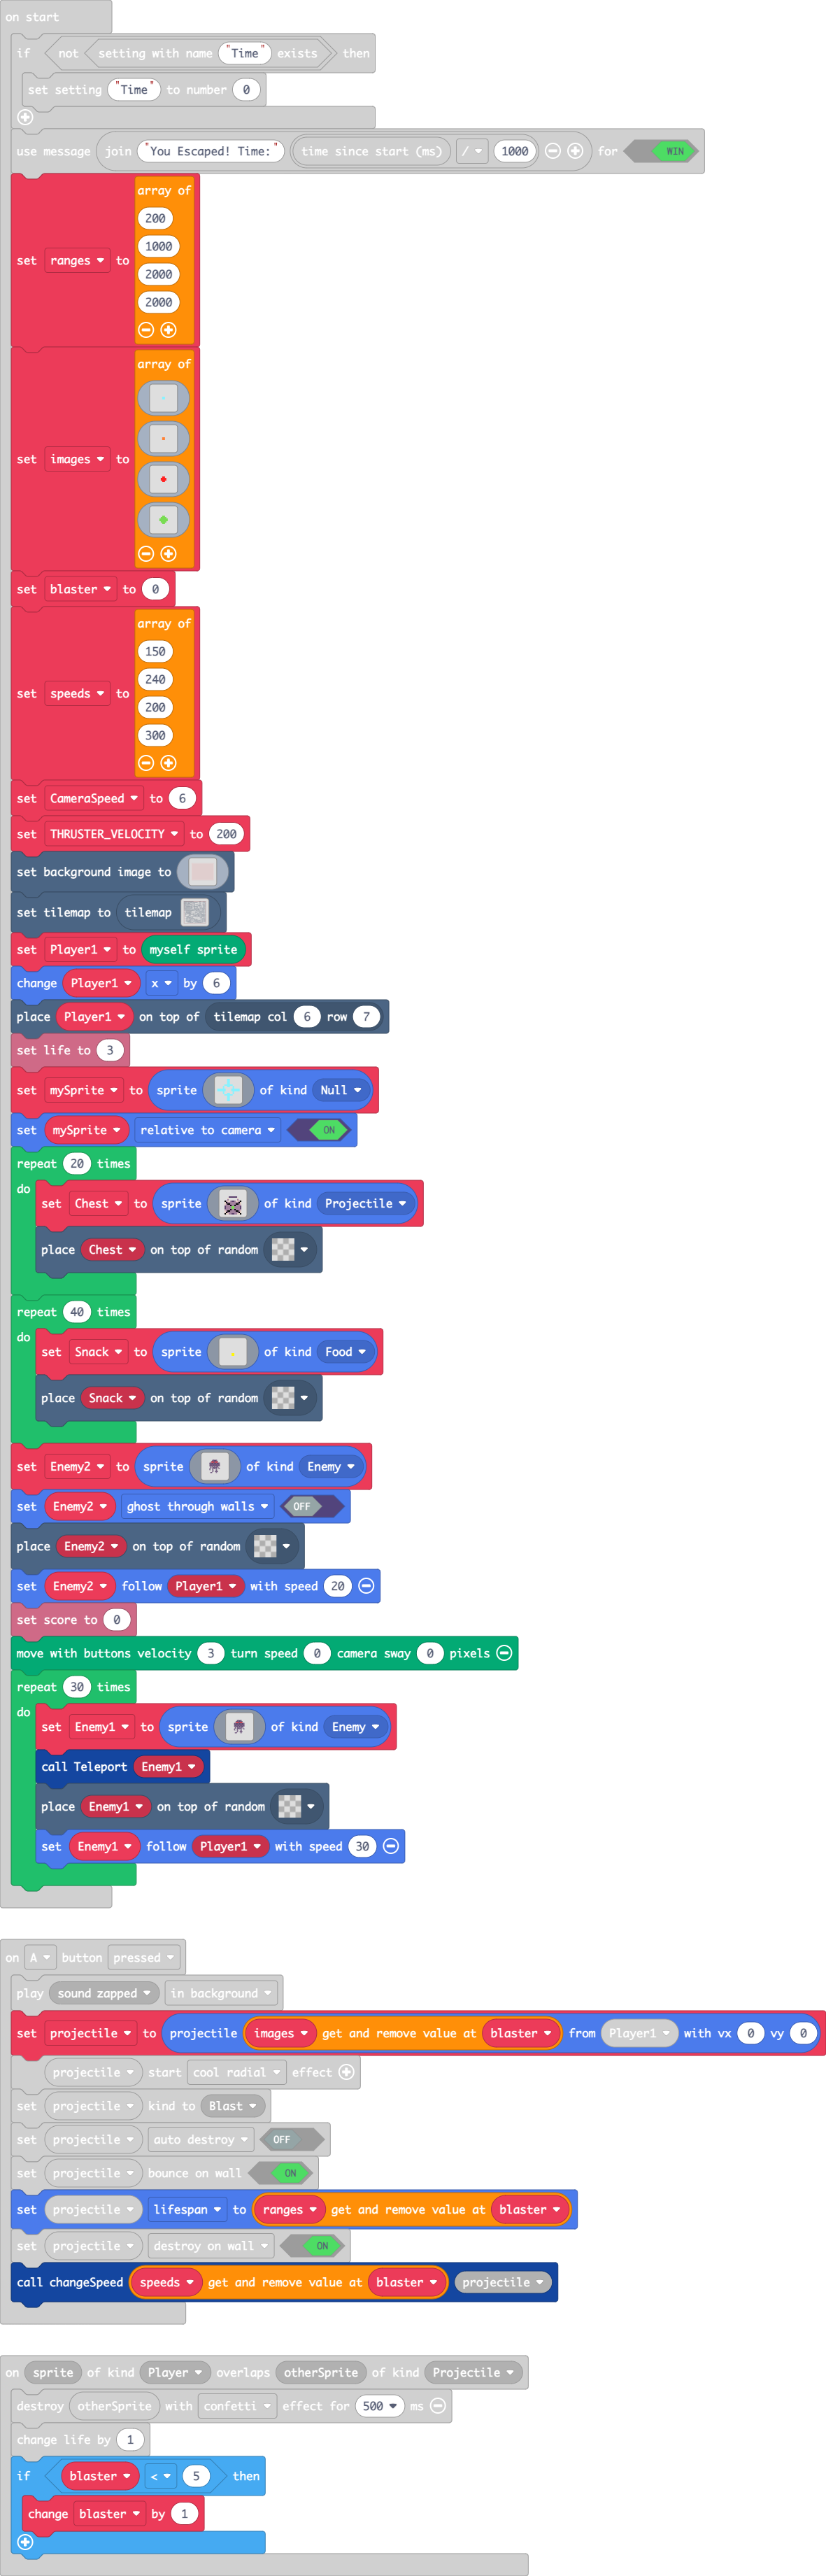 on start
if not setting with name "Time" exists then
set setting "Time" to number 0
use message join "You Escaped! Time:" time since start (ms) / 1000 for WIN
set ranges to array of
200
1000
2000
2000
set images to array of
set blaster to 0
set speeds to array of
150
240
200
300
set CameraSpeed to 6
set THRUSTER_VELOCITY to 200
set background image to
set tilemap to tilemap
set Player1 to myself sprite
change Player1 x by 6
place Player1 on top of tilemap col 6 row 7
set life to 3
set mySprite to sprite of kind Null
set mySprite relative to camera ON
repeat 20 times
do set Chest to sprite of kind Projectile
place Chest on top of random
repeat 40 times
do set Snack to sprite of kind Food
place Snack on top of random
set Enemy2 to sprite of kind Enemy
set Enemy2 ghost through walls OFF
place Enemy2 on top of random
set Enemy2 follow Player1 with speed 20
set score to 0
move with buttons velocity 3 turn speed 0 camera sway 0 pixels
repeat 30 times
do set Enemy1 to sprite of kind Enemy
call Teleport Enemy1
place Enemy1 on top of random
set Enemy1 follow Player1 with speed 30
on A button pressed
play sound zapped in background
set projectile to projectile images get and remove value at blaster from Player1 with vx 0 vy 0
projectile start cool radial effect
set projectile kind to Blast
set projectile auto destroy OFF
set projectile bounce on wall ON
set projectile lifespan to ranges get and remove value at blaster
set projectile destroy on wall ON
call changeSpeed speeds get and remove value at blaster projectile
on sprite of kind Player overlaps otherSprite of kind Projectile
destroy otherSprite with confetti effect for 500 ms
change life by 1
if blaster < 5 then
change blaster by 1